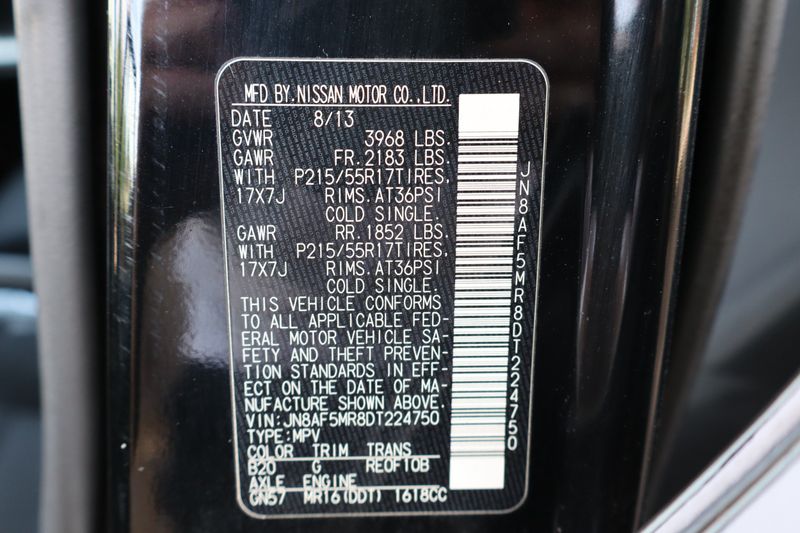 MFD BY.NISSAN MOTOR CO.,LTD.
DATE 8/13
GVWR 3968 LBS.
GAWR FR.2183 LBS.
WITH P215/55R17TIRES,
17X7J RIMS.AT36PSI
COLD SINGLE.
GAWR RR.1852 LBS.
WITH P215/55R17TIRES,
17X7J RIMS.AT36PSI
COLD SINGLE.
THIS VEHICLE CONFORMS
TO ALL APPLICABLE FED-
ERAL MOTOR VEHICLE SA-
FETY AND THEFT PREVEN-
TION STANDARDS IN EFF-
ECT ON THE DATE OF MA-
NUFACTURE SHOWN ABOVE.
VIN:JN8AF5MR8DT224750
TYPE:MPV
COLOR TRIM TRANS
B20 G RE0FT0B
AXLE ENGINE
GN57 MR16(DDT) 1618CC
JN8AF5MR8DT224750